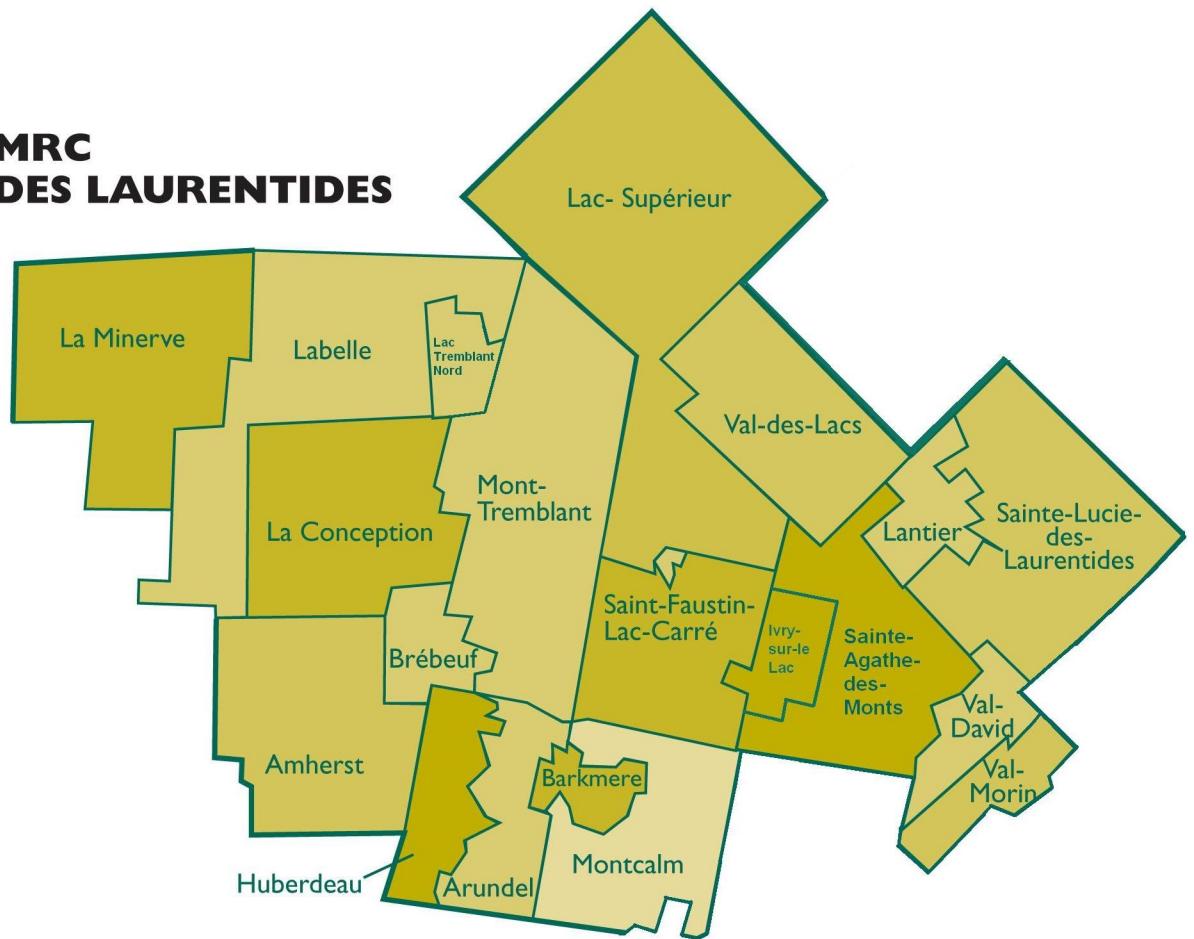 MRC
DES LAURENTIDES
Lac- Supérieur
La Minerve
Labelle
Lac
Tremblant
Nord
Val-des-Lacs
Mont-
Tremblant
La Conception
Lantier
Sainte-Lucie-
des-
Laurentides
Saint-Faustin-
Lac-Carré
Ivry-
sur-le
Lac
Sainte-
Agathe-
des-
Monts
Brébeuf
Val-
David
Amherst
Barkmere
Val-
Morin
Huberdeau
Arundel
Montcalm